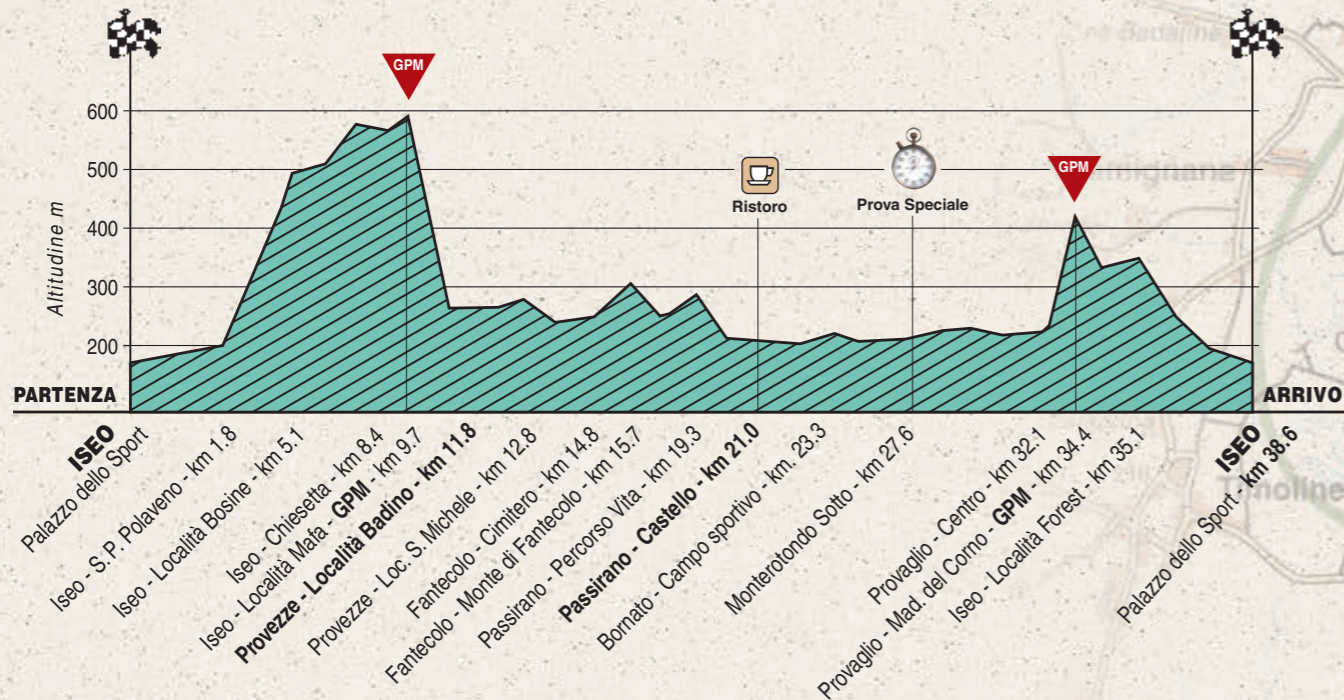 GPM
600
500
400
300
200
Altitudine m
Ristoro
Prova Speciale
GPM
mignane
PARTENZA
ARRIVO
ISEO
Palazzo dello Sport
Iseo - S. P. Polaveno - km 1.8
Iseo - Località Bosine - km 5.1
Iseo - Chiesetta - km 8.4
Iseo - Località Mafa - GPM - km 9.7
Provezze - Località Badino - km 11.8
Provezze - Loc. S. Michele - km 12.8
Fantecolo - Cimitero - km 14.8
Fantecolo - Monte di Fantecolo - km 15.7
Passirano - Percorso Vita - km 19.3
Passirano - Castello - km 21.0
Bornato - Campo sportivo - km. 23.3
Monterotondo Sotto - km 27.6
Provaglio - Centro - km 32.1
Provaglio - Mad. del Corno - GPM - km 34.4
Iseo - Località Forest - km 35.1
ISEO
Palazzo dello Sport - km 38.6